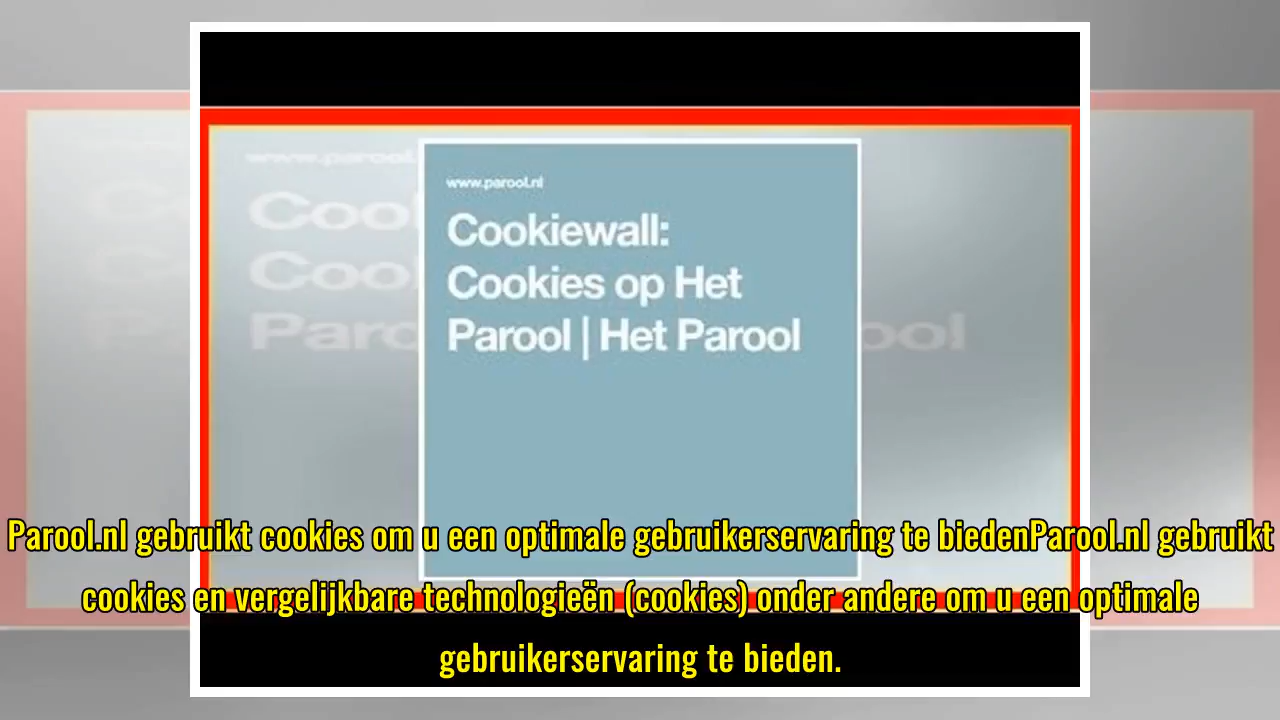 www.parool.nl
Cookiewall:
Cookies op Het
Parool | Het Parool
Parool.nl gebruikt cookies om u een optimale gebruikerservaring te biedenParool.nl gebruikt
cookies en vergelijkbare technologieën (cookies) onder andere om u een optimale
gebruikerservaring te bieden.